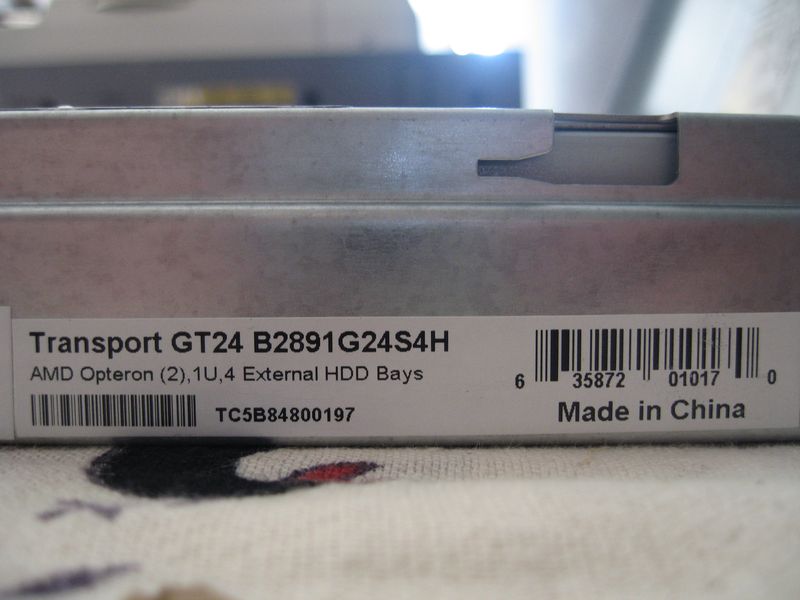 Transport GT24 B2891G24S4H
AMD Opteron (2),1U,4 External HDD Bays
TC5B84800197
6 35872 01017 0
Made in China